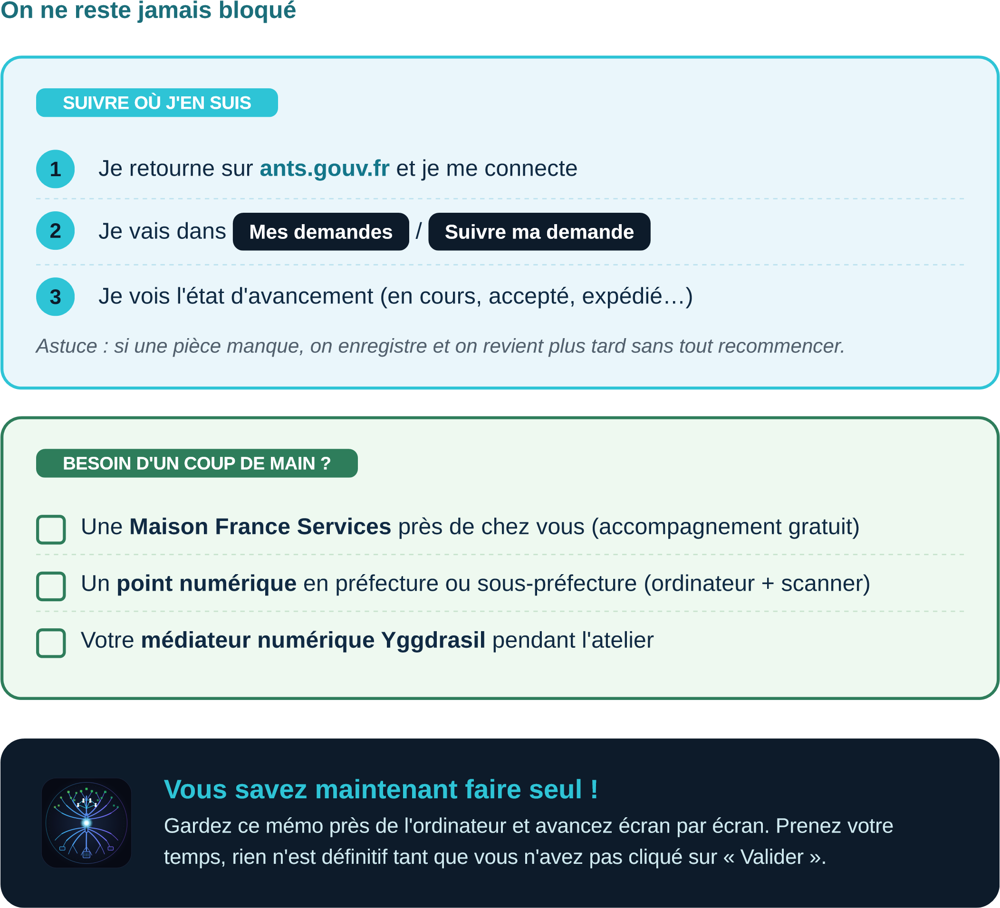 On ne reste jamais bloqué
SUIVRE OÙ J'EN SUIS
1 Je retourne sur ants.gouv.fr et je me connecte
2 Je vais dans Mes demandes / Suivre ma demande
3 Je vois l'état d'avancement (en cours, accepté, expédié…)
Astuce : si une pièce manque, on enregistre et on revient plus tard sans tout recommencer.
BESOIN D'UN COUP DE MAIN ?
Une Maison France Services près de chez vous (accompagnement gratuit)
Un point numérique en préfecture ou sous-préfecture (ordinateur + scanner)
Votre médiateur numérique Yggdrasil pendant l'atelier
Vous savez maintenant faire seul !
Gardez ce mémo près de l'ordinateur et avancez écran par écran. Prenez votre
temps, rien n'est définitif tant que vous n'avez pas cliqué sur « Valider ».